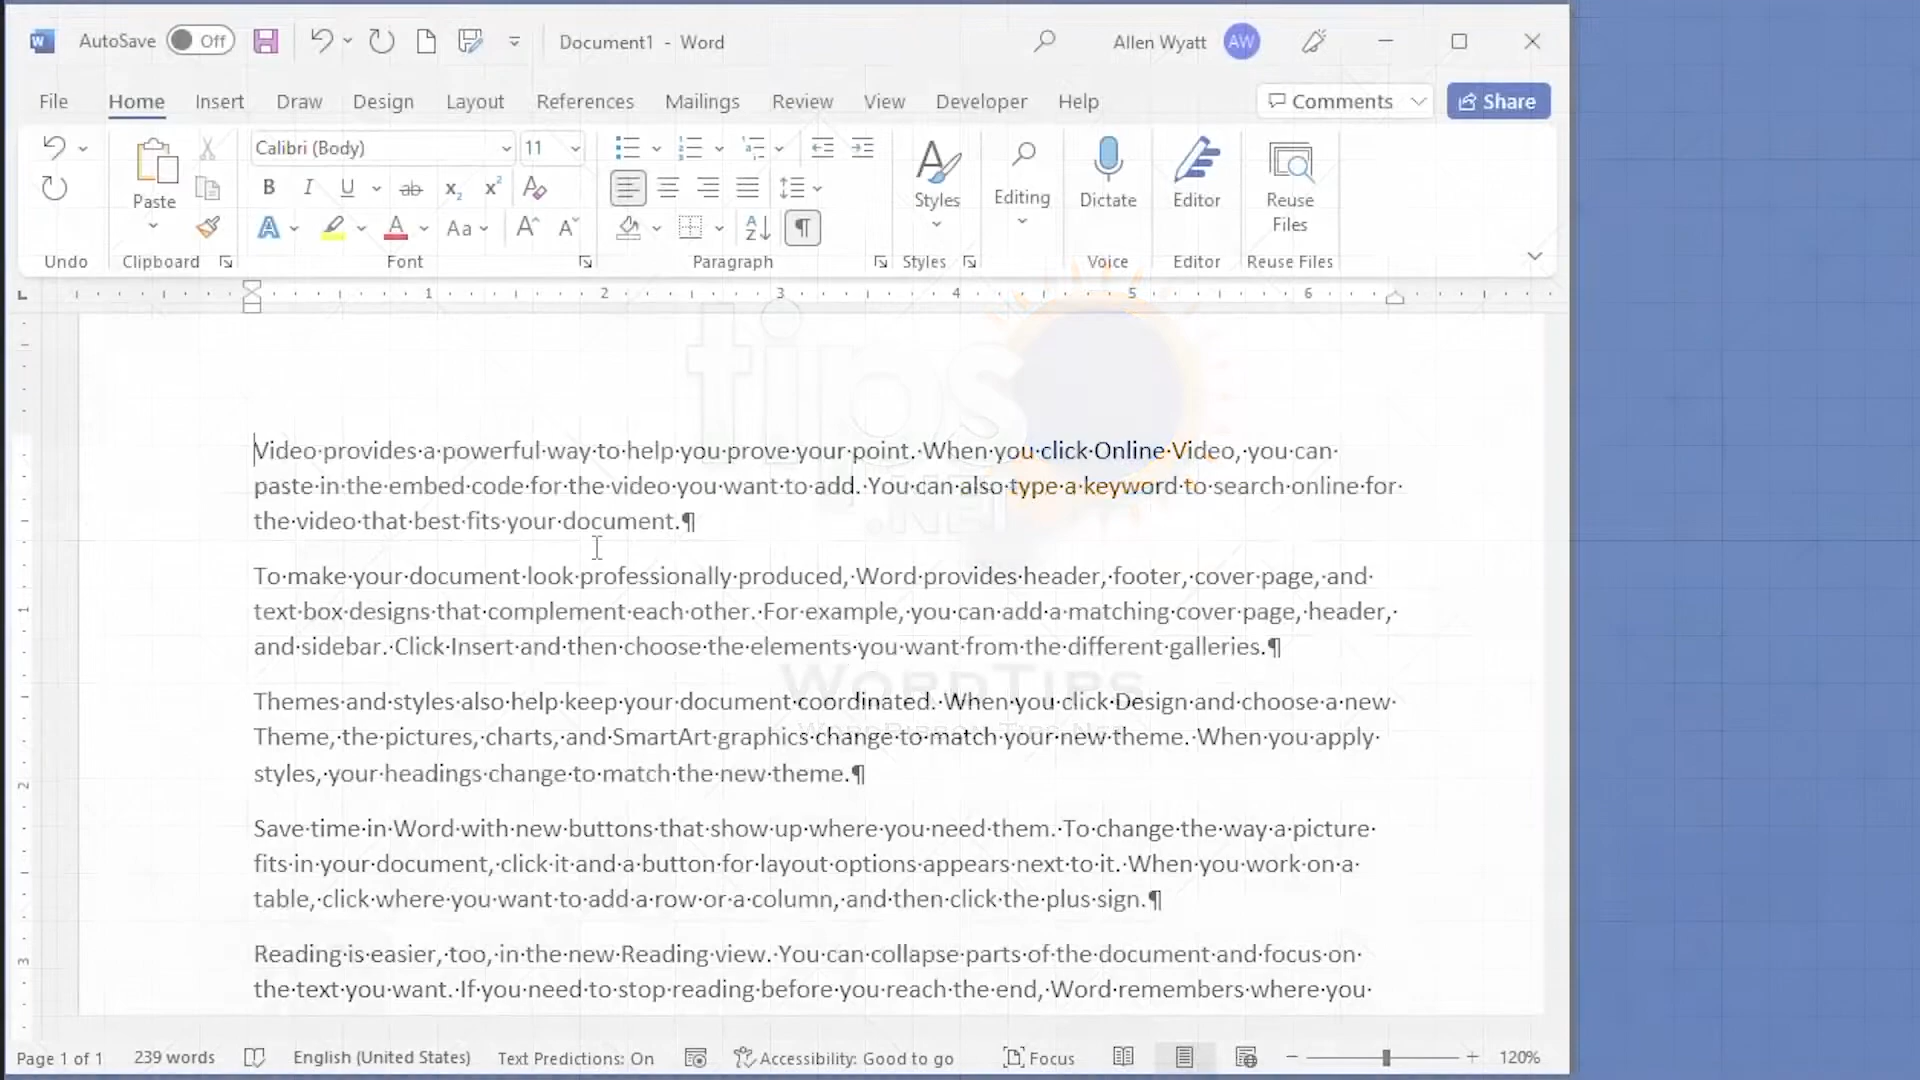 AutoSave Off Document1 - Word Allen Wyatt AW
File Home Insert Draw Design Layout References Mailings Review View Developer Help Comments Share
Calibri (Body) 11
Paste Styles Editing Dictate Editor Reuse
Files
Undo Clipboard Font Paragraph Styles Voice Editor Reuse Files
1 2 3 4 5 6
tips
.NET
Video provides a powerful way to help you prove your point. When you click Online Video, you can
paste in the embed code for the video you want to add. You can also type a keyword to search online for
the video that best fits your document.¶
To make your document look professionally produced, Word provides header, footer, cover page, and
text box designs that complement each other. For example, you can add a matching cover page, header,
and sidebar. Click Insert and then choose the elements you want from the different galleries.¶
WordTips
Themes and styles also help keep your document coordinated. When you click Design and choose a new
Theme, the pictures, charts, and SmartArt graphics change to match your new theme. When you apply
styles, your headings change to match the new theme.¶
Save time in Word with new buttons that show up where you need them. To change the way a picture
fits in your document, click it and a button for layout options appears next to it. When you work on a
table, click where you want to add a row or a column, and then click the plus sign.¶
Reading is easier, too, in the new Reading view. You can collapse parts of the document and focus on
the text you want. If you need to stop reading before you reach the end, Word remembers where you
1
2
3
Page 1 of 1 239 words English (United States) Text Predictions: On Accessibility: Good to go Focus 120%